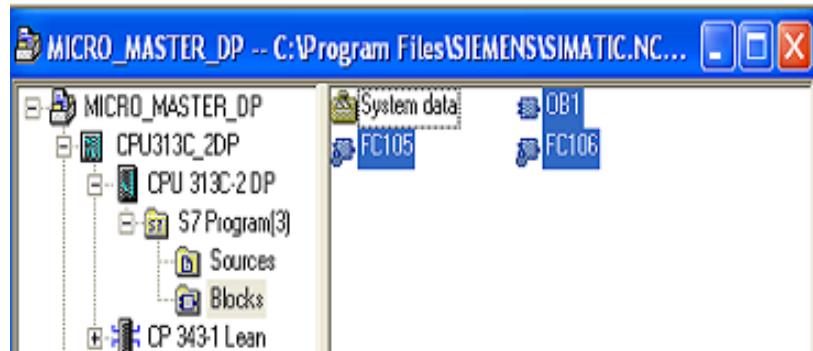 MICRO_MASTER_DP -- C:\Program Files\SIEMENS\SIMATIC.NC...
MICRO_MASTER_DP
CPU313C_2DP
CPU 313C-2 DP
S7 Program(3)
Sources
Blocks
CP 343-1 Lean
System data
OB1
FC105
FC106